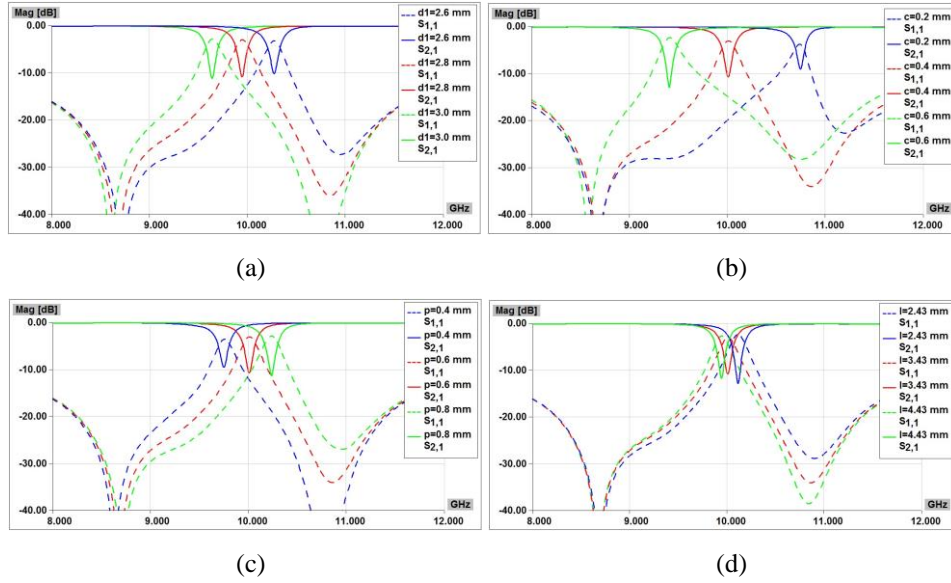 Mag [dB]
0.00
-10.00
-20.00
-30.00
-40.00
8.000
9.000
10.000
11.000
12.000
GHz
d1=2.6 mm
S1,1
d1=2.6 mm
S2,1
d1=2.8 mm
S1,1
d1=2.8 mm
S2,1
d1=3.0 mm
S1,1
d1=3.0 mm
S2,1
(a)
Mag [dB]
0.00
-10.00
-20.00
-30.00
-40.00
8.000
9.000
10.000
11.000
12.000
GHz
c=0.2 mm
S1,1
c=0.2 mm
S2,1
c=0.4 mm
S1,1
c=0.4 mm
S2,1
c=0.6 mm
S1,1
c=0.6 mm
S2,1
(b)
Mag [dB]
0.00
-10.00
-20.00
-30.00
-40.00
8.000
9.000
10.000
11.000
12.000
GHz
p=0.4 mm
S1,1
p=0.4 mm
S2,1
p=0.6 mm
S1,1
p=0.6 mm
S2,1
p=0.8 mm
S1,1
p=0.8 mm
S2,1
(c)
Mag [dB]
0.00
-10.00
-20.00
-30.00
-40.00
8.000
9.000
10.000
11.000
12.000
GHz
l=2.43 mm
S1,1
l=2.43 mm
S2,1
l=3.43 mm
S1,1
l=3.43 mm
S2,1
l=4.43 mm
S1,1
l=4.43 mm
S2,1
(d)